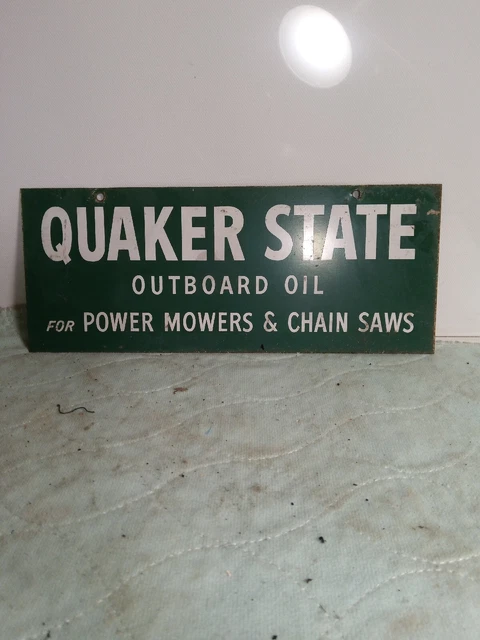 QUAKER STATE
OUTBOARD OIL
FOR POWER MOWERS & CHAIN SAWS